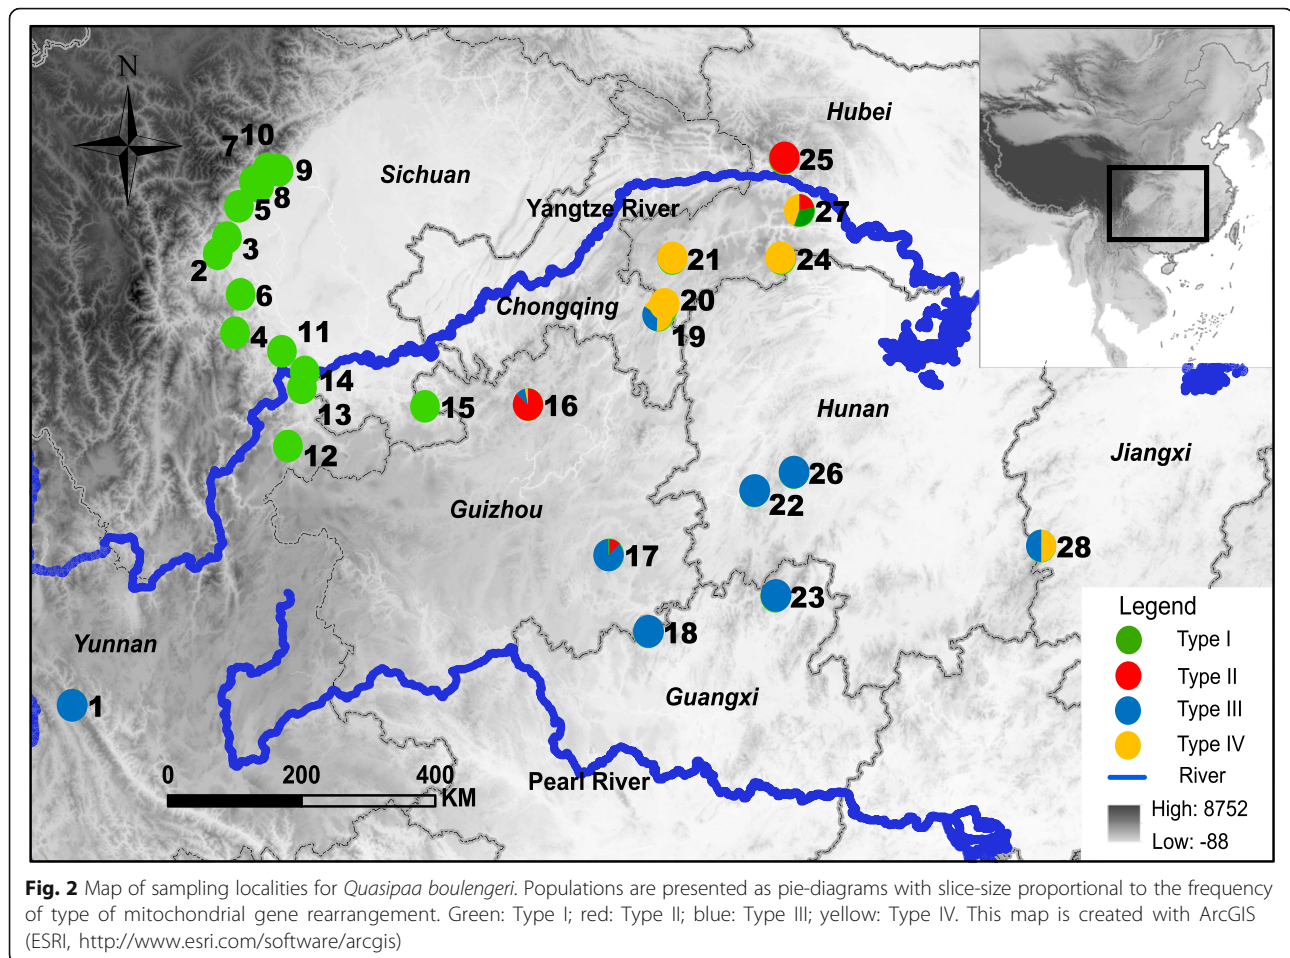 N
Hubei
10
7
9
8
Sichuan
25
5
Yangtze River
27
3
2
21
24
6
Chongqing
20
19
4
11
14
13
15
16
Hunan
12
26
22
Jiangxi
Guizhou
17
28
23
18
Yunnan
Guangxi
1
0 200 400
KM
Pearl River
Legend
Type I
Type II
Type III
Type IV
River
High: 8752
Low: -88
Fig. 2 Map of sampling localities for Quasipaa boulengeri. Populations are presented as pie-diagrams with slice-size proportional to the frequency
of type of mitochondrial gene rearrangement. Green: Type I; red: Type II; blue: Type III; yellow: Type IV. This map is created with ArcGIS
(ESRI, http://www.esri.com/software/arcgis)